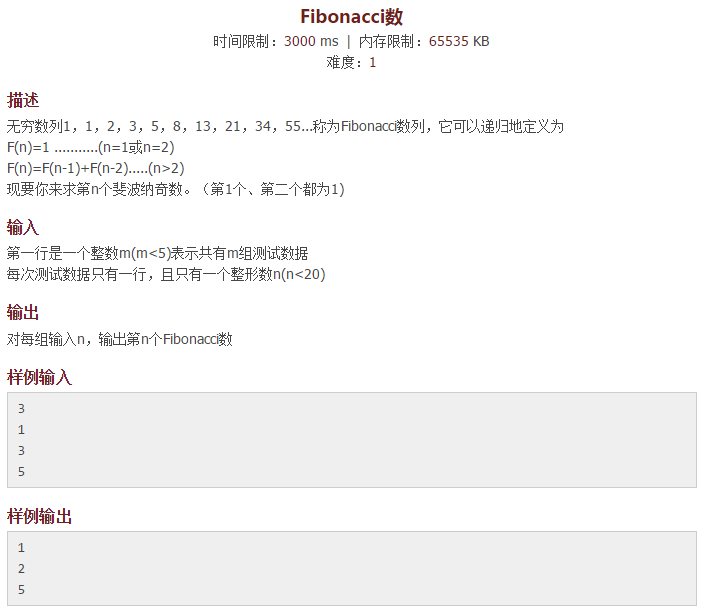 Fibonacci数
时间限制：3000 ms | 内存限制：65535 KB
难度：1
描述
无穷数列1，1，2，3，5，8，13，21，34，55...称为Fibonacci数列，它可以递归地定义为
F(n)=1 ...........(n=1或n=2)
F(n)=F(n-1)+F(n-2).....(n>2)
现要你来求第n个斐波纳奇数。（第1个、第二个都为1)
输入
第一行是一个整数m(m<5)表示共有m组测试数据
每次测试数据只有一行，且只有一个整形数n(n<20)
输出
对每组输入n，输出第n个Fibonacci数
样例输入
3
1
3
5
样例输出
1
2
5